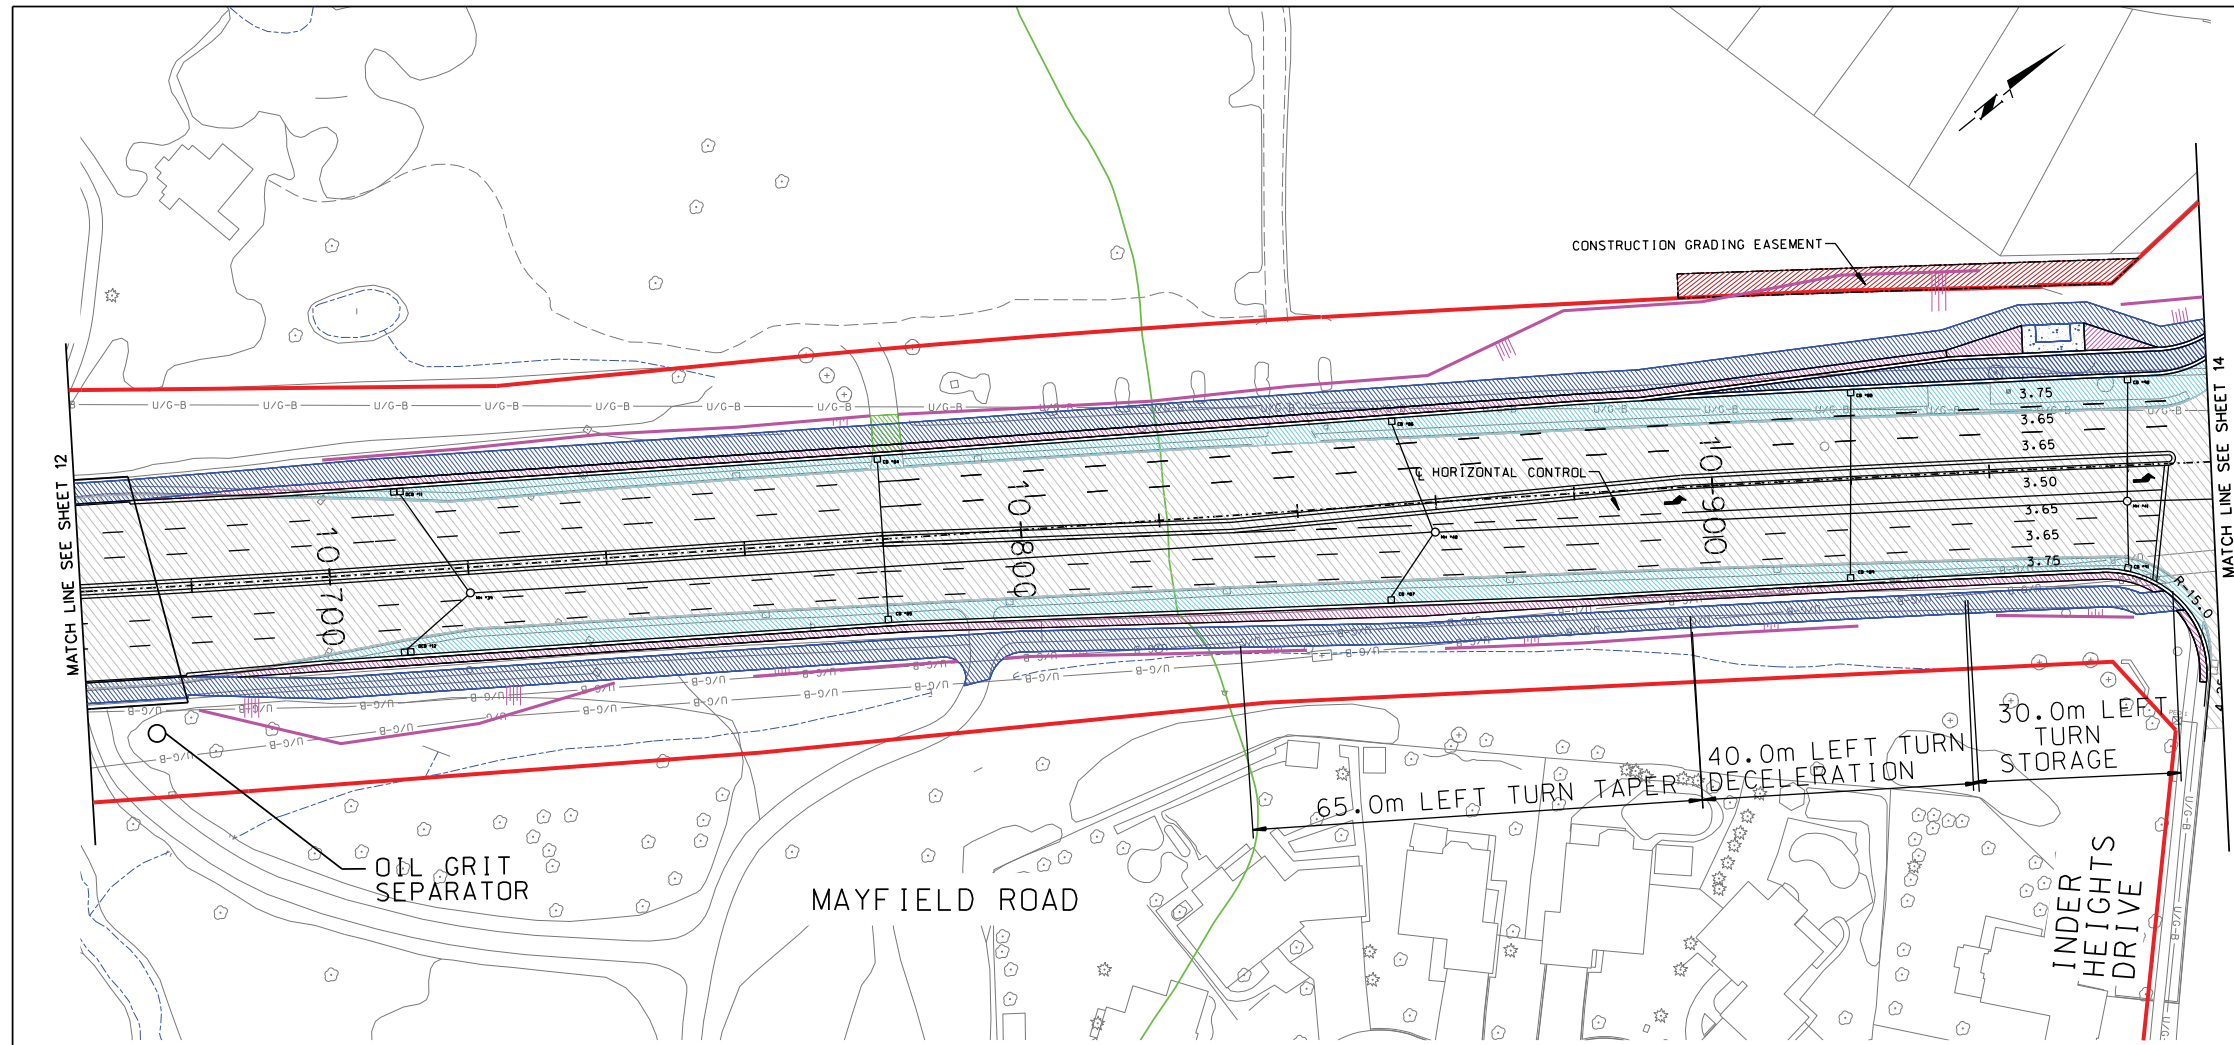 CONSTRUCTION GRADING EASEMENT
MATCH LINE SEE SHEET 12
MATCH LINE SEE SHEET 14
U/G-B U/G-B U/G-B U/G-B U/G-B U/G-B U/G-B U/G-B
3.75
3.65
3.65
3.50
3.65
3.65
3.75
℄ HORIZONTAL CONTROL
10+700
10+800
10+900
R-15.0
30.0m LEFT
TURN
STORAGE
40.0m LEFT TURN
DECELERATION
65.0m LEFT TURN TAPER
OIL GRIT
SEPARATOR
MAYFIELD ROAD
INDER
HEIGHTS
DRIVE